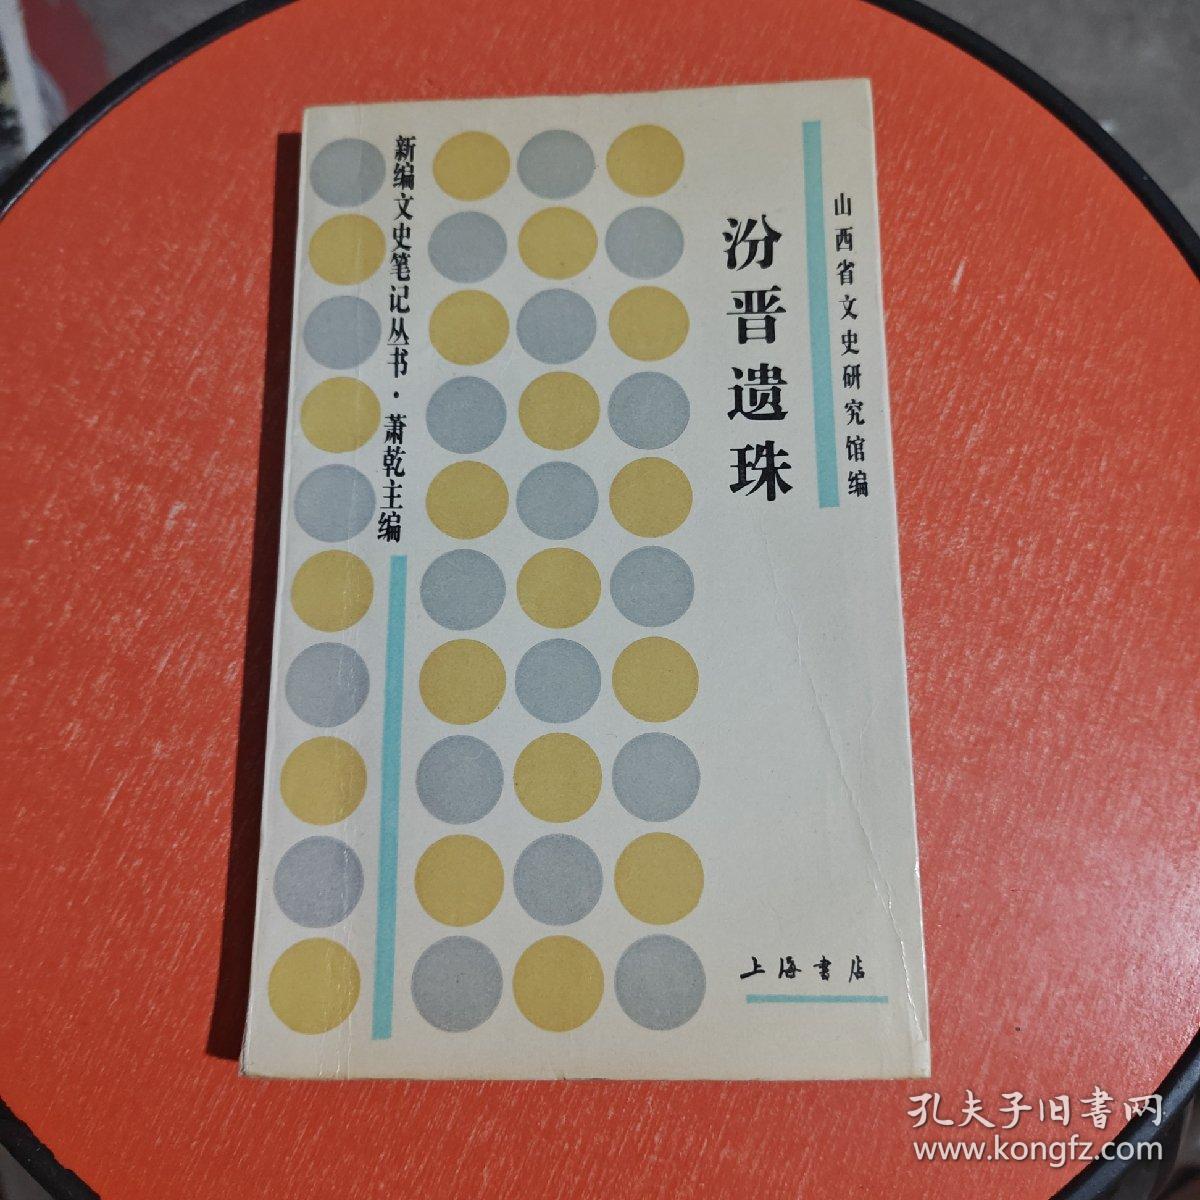 山西省文史研究馆编
汾晋遗珠
新编文史笔记丛书·萧乾主编
上海书店
孔夫子旧书网
www.kongfz.com